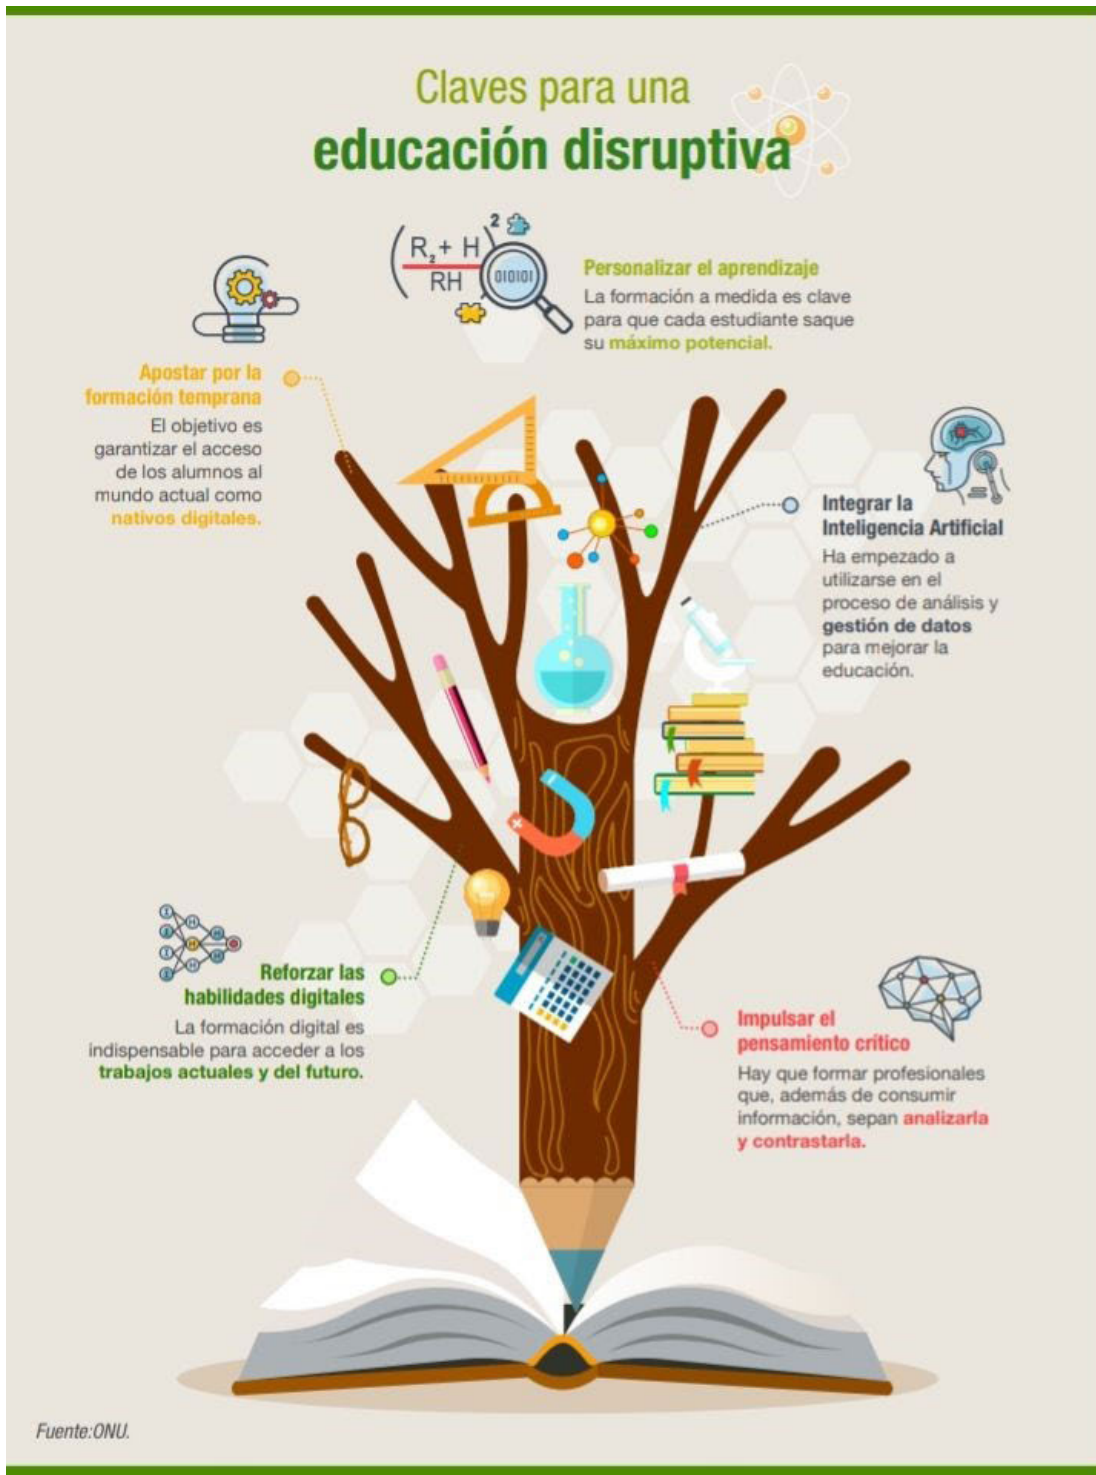 Claves para una
educación disruptiva
R₂+ H
RH
2
010101
Personalizar el aprendizaje
La formación a medida es clave
para que cada estudiante saque
su máximo potencial.
Apostar por la
formación temprana
El objetivo es
garantizar el acceso
de los alumnos al
mundo actual como
nativos digitales.
Integrar la
Inteligencia Artificial
Ha empezado a
utilizarse en el
proceso de análisis y
gestión de datos
para mejorar la
educación.
Reforzar las
habilidades digitales
La formación digital es
indispensable para acceder a los
trabajos actuales y del futuro.
Impulsar el
pensamiento crítico
Hay que formar profesionales
que, además de consumir
información, sepan analizarla
y contrastarla.
Fuente:ONU.